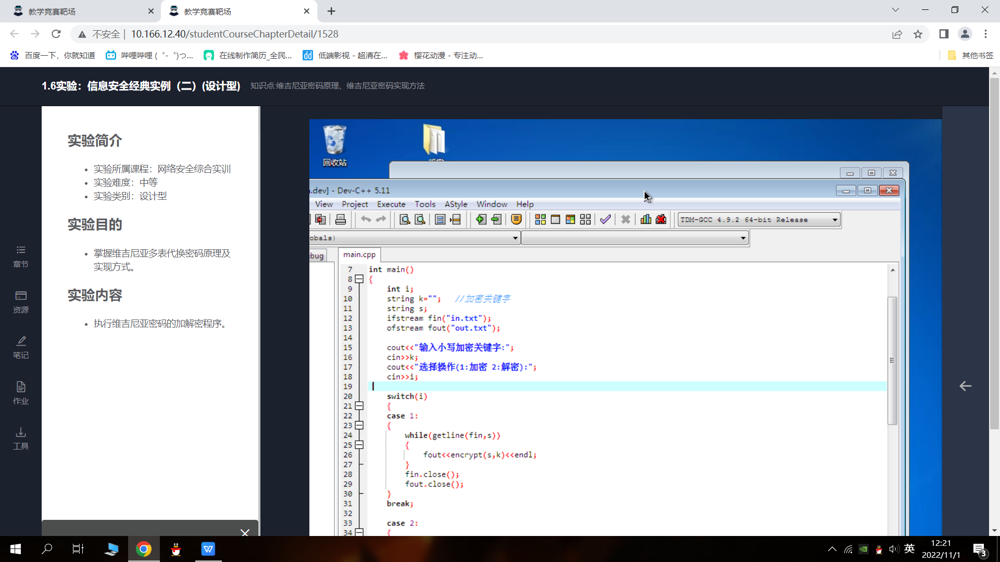 教学竞赛靶场
教学竞赛靶场
不安全
10.166.12.40/studentCourseChapterDetail/1528
百度一下，你就知道
哔哩哔哩 ( ゜- ゜)つ...
在线制作简历_全民...
低端影视 - 超清在...
樱花动漫 - 专注动...
其他书签
1.6实验：信息安全经典实例（二）(设计型)
知识点:维吉尼亚密码原理、维吉尼亚密码实现方法
实验简介
实验所属课程：网络安全综合实训
实验难度：中等
实验类别：设计型
实验目的
掌握维吉尼亚多表代换密码原理及
实现方式。
实验内容
执行维吉尼亚密码的加解密程序。
章节
资源
笔记
作业
工具
回收站
.dev] - Dev-C++ 5.11
View Project Execute Tools AStyle Window Help
TDM-GCC 4.9.2 64-bit Release
obals)
bug
main.cpp
7 int main()
8 {
9 int i;
10 string k=""; //加密关键字
11 string s;
12 ifstream fin("in.txt");
13 ofstream fout("out.txt");
14
15 cout<<"输入小写加密关键字:";
16 cin>>k;
17 cout<<"选择操作(1:加密 2:解密):";
18 cin>>i;
19
20 switch(i)
21 {
22 case 1:
23 {
24 while(getline(fin,s))
25 {
26 fout<<encrypt(s,k)<<endl;
27 }
28 fin.close();
29 fout.close();
30 }
31 break;
32
33 case 2:
34 {
英
12:21
2022/11/1
3